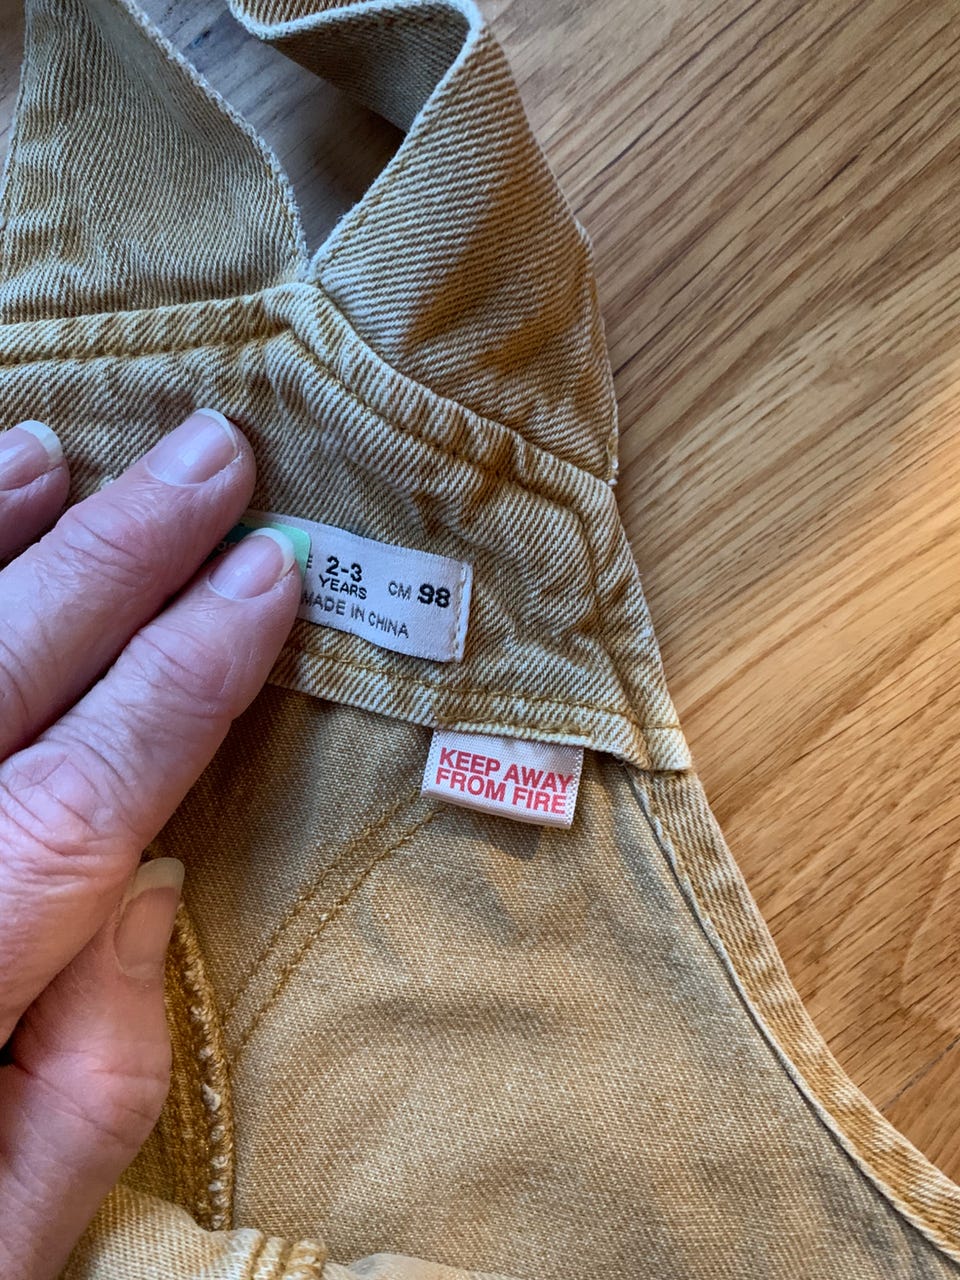 2-3
YEARS
CM 98
MADE IN CHINA
KEEP AWAY
FROM FIRE